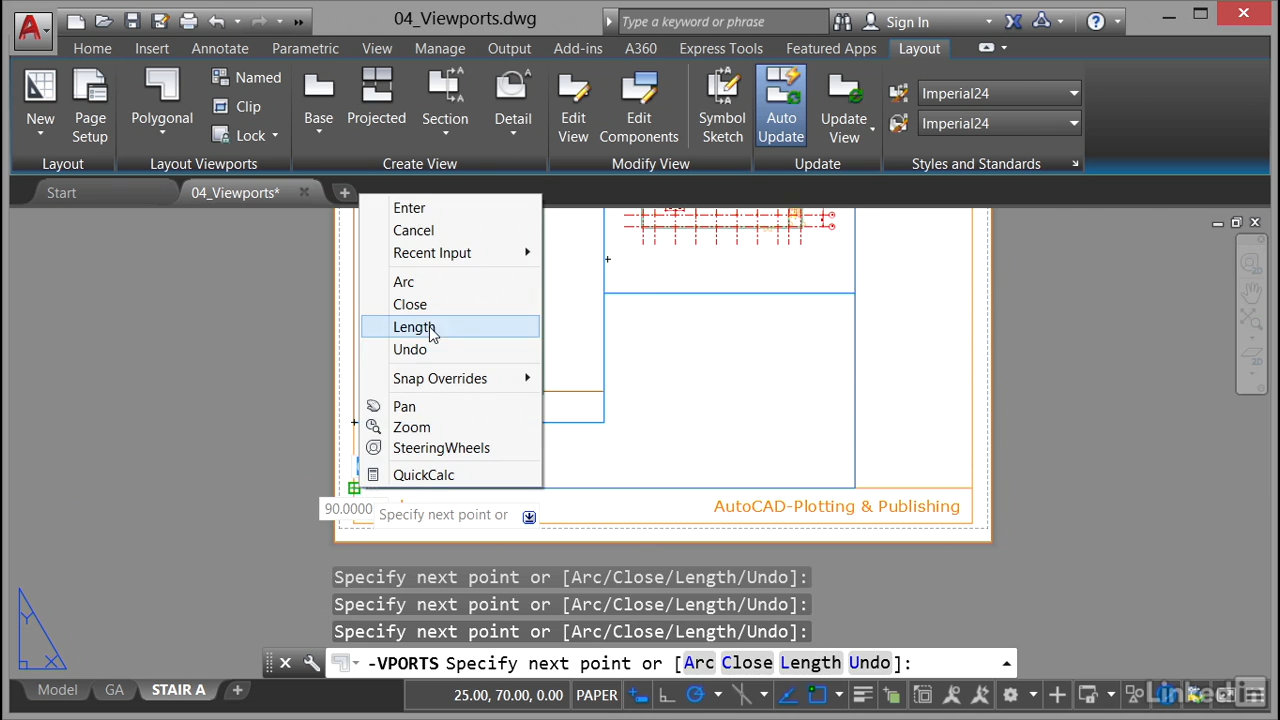 04_Viewports.dwg
Type a keyword or phrase
Sign In
Home Insert Annotate Parametric View Manage Output Add-ins A360 Express Tools Featured Apps Layout
New
Page Setup
Layout
Polygonal
Named
Clip
Lock
Layout Viewports
Base
Projected
Section
Detail
Create View
Edit View
Edit Components
Symbol Sketch
Modify View
Auto Update
Update View
Update
Imperial24
Imperial24
Styles and Standards
Start
04_Viewports*
Enter
Cancel
Recent Input
Arc
Close
Length
Undo
Snap Overrides
Pan
Zoom
SteeringWheels
QuickCalc
90.0000
Specify next point or
AutoCAD-Plotting & Publishing
Specify next point or [Arc/Close/Length/Undo]:
Specify next point or [Arc/Close/Length/Undo]:
Specify next point or [Arc/Close/Length/Undo]:
-VPORTS Specify next point or [Arc Close Length Undo]:
Y
X
Model GA STAIR A
25.00, 70.00, 0.00 PAPER
LinkedIn